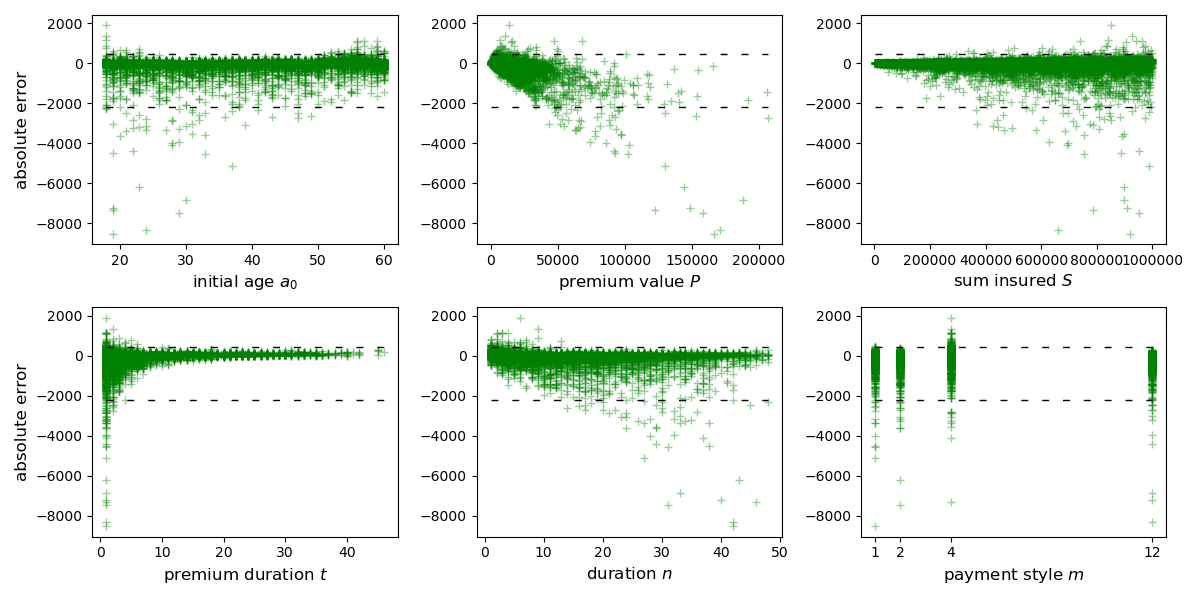 absolute error
2000
0
−2000
−4000
−6000
−8000
20 30 40 50 60
initial age a₀
2000
0
−2000
−4000
−6000
−8000
0 50000 100000 150000 200000
premium value P
2000
0
−2000
−4000
−6000
−8000
0 200000 400000 600000 800000 1000000
sum insured S
absolute error
2000
0
−2000
−4000
−6000
−8000
0 10 20 30 40
premium duration t
2000
0
−2000
−4000
−6000
−8000
0 10 20 30 40 50
duration n
2000
0
−2000
−4000
−6000
−8000
1 2 4 12
payment style m